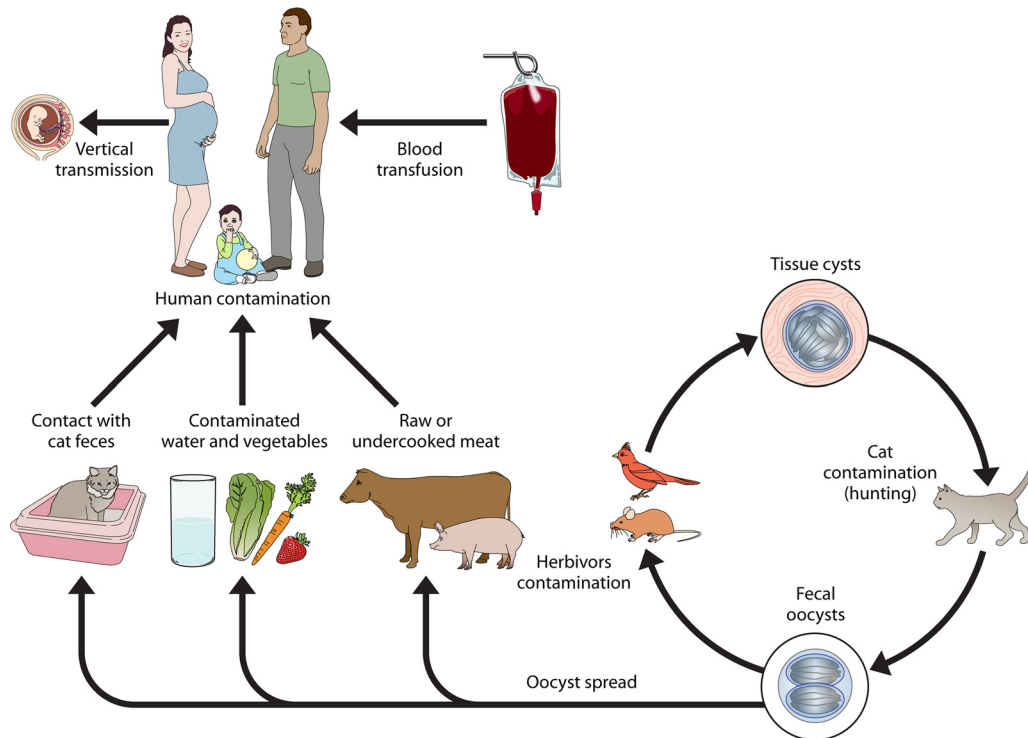 Vertical
transmission
Blood
transfusion
Human contamination
Tissue cysts
Contact with
cat feces
Contaminated
water and vegetables
Raw or
undercooked meat
Cat
contamination
(hunting)
Herbivors
contamination
Fecal
oocysts
Oocyst spread